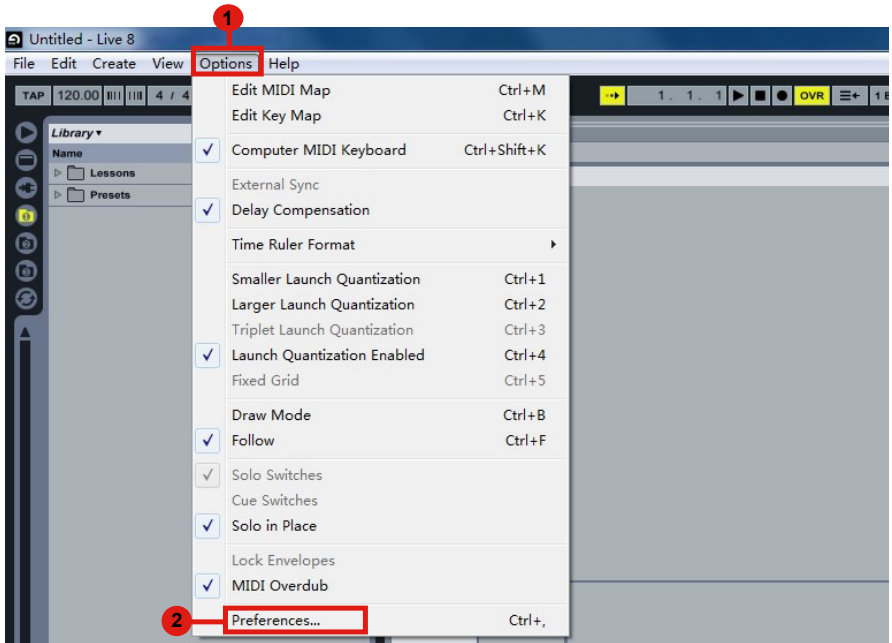 1
Untitled - Live 8
File Edit Create View Options Help
TAP 120.00 4 / 4 1. 1. 1 OVR
Library
Name
Lessons
Presets
Edit MIDI Map Ctrl+M
Edit Key Map Ctrl+K
Computer MIDI Keyboard Ctrl+Shift+K
External Sync
Delay Compensation
Time Ruler Format
Smaller Launch Quantization Ctrl+1
Larger Launch Quantization Ctrl+2
Triplet Launch Quantization Ctrl+3
Launch Quantization Enabled Ctrl+4
Fixed Grid Ctrl+5
Draw Mode Ctrl+B
Follow Ctrl+F
Solo Switches
Cue Switches
Solo in Place
Lock Envelopes
MIDI Overdub
2 Preferences... Ctrl+,